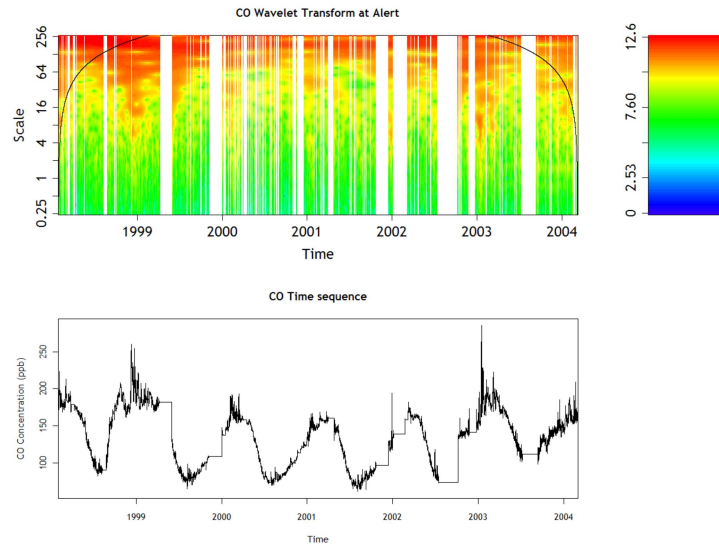 CO Wavelet Transform at Alert
256
64
16
4
1
0.25
Scale
1999 2000 2001 2002 2003 2004
Time
12.6
7.60
2.53
0
CO Time sequence
250
200
150
100
CO Concentration (ppb)
1999 2000 2001 2002 2003 2004
Time